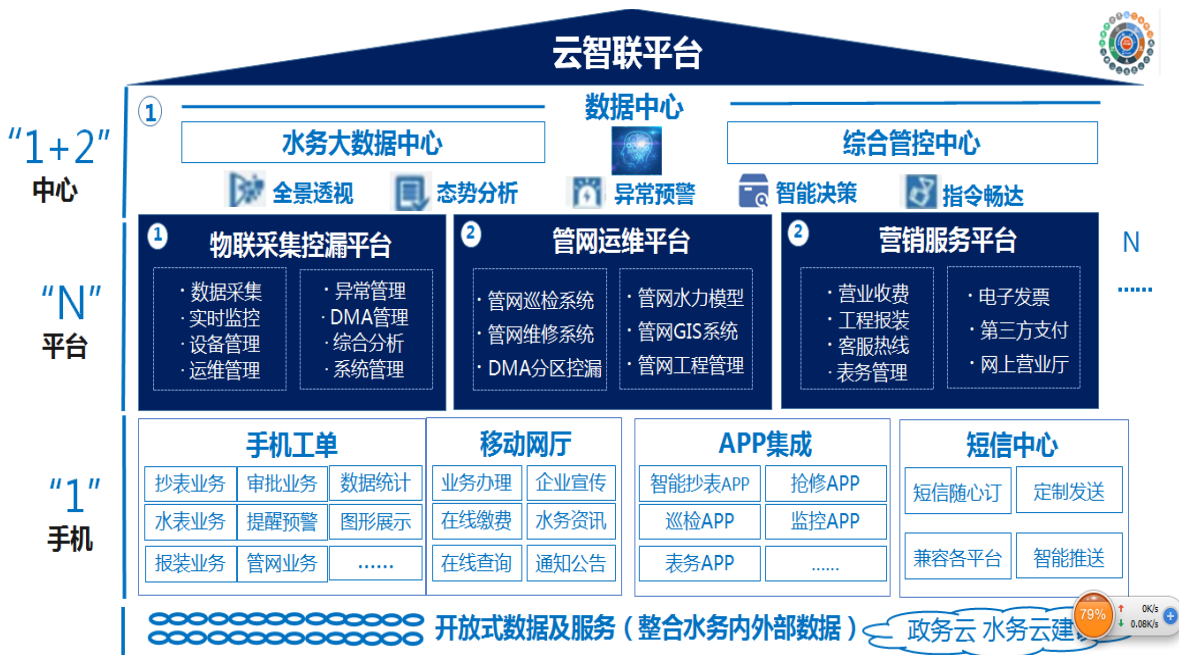 云智联平台
“1+2”
中心
1
数据中心
水务大数据中心
综合管控中心
全景透视
态势分析
异常预警
智能决策
指令畅达
“N”
平台
1
物联采集控漏平台
· 数据采集
· 实时监控
· 设备管理
· 运维管理
· 异常管理
· DMA管理
· 综合分析
· 系统管理
2
管网运维平台
· 管网巡检系统
· 管网维修系统
· DMA分区控漏
· 管网水力模型
· 管网GIS系统
· 管网工程管理
2
营销服务平台
· 营业收费
· 工程报装
· 客服热线
· 表务管理
· 电子发票
· 第三方支付
· 网上营业厅
N
······
“1”
手机
手机工单
抄表业务 审批业务 数据统计
水表业务 提醒预警 图形展示
报装业务 管网业务 ……
移动网厅
业务办理 企业宣传
在线缴费 水务资讯
在线查询 通知公告
APP集成
智能抄表APP 抢修APP
巡检APP 监控APP
表务APP ……
短信中心
短信随心订 定制发送
兼容各平台 智能推送
开放式数据及服务（整合水务内外部数据）
政务云 水务云建
79%
↑ 0K/s
↓ 0.08K/s